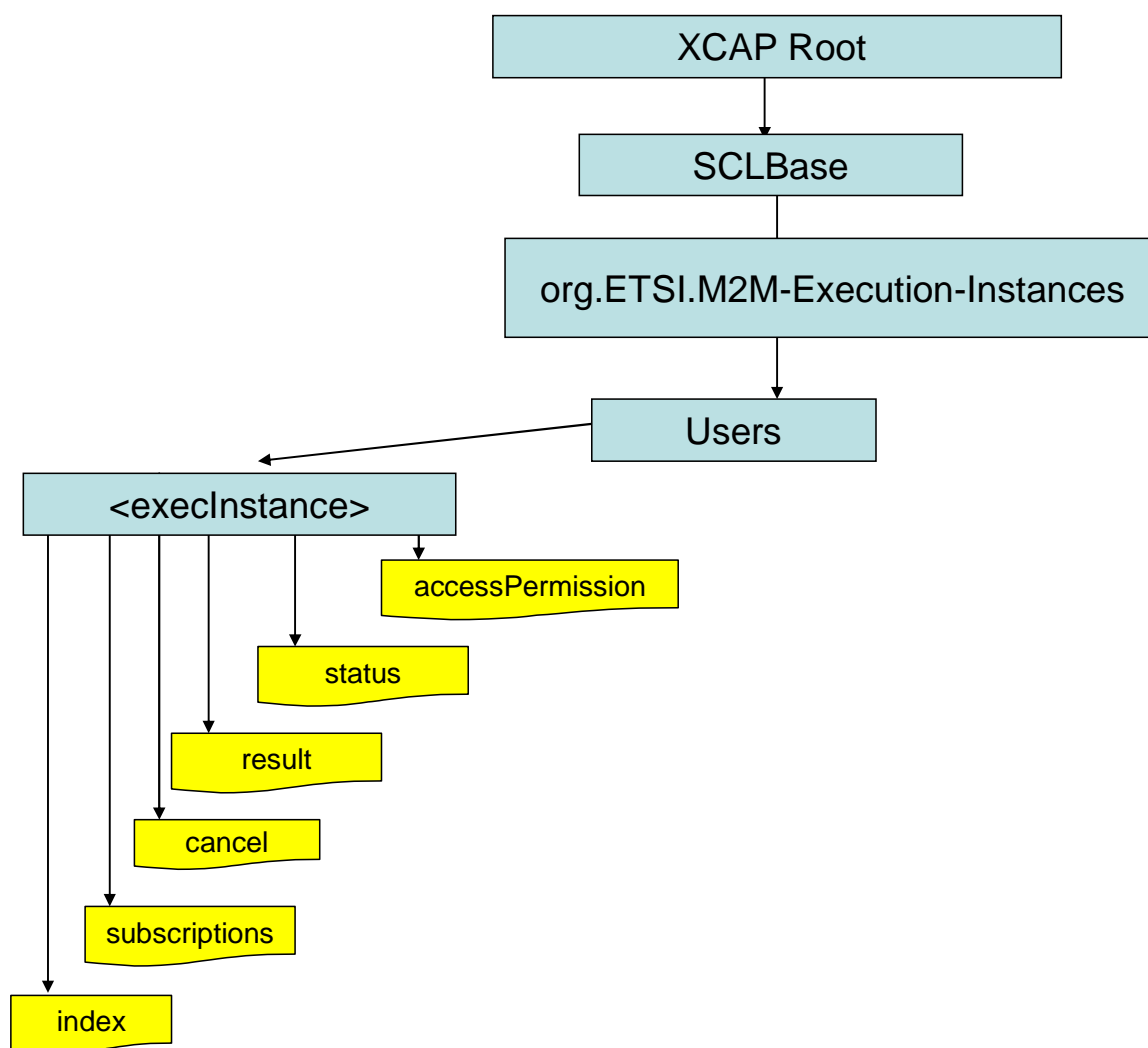 XCAP Root
SCLBase
org.ETSI.M2M-Execution-Instances
Users
<execInstance>
accessPermission
status
result
cancel
subscriptions
index